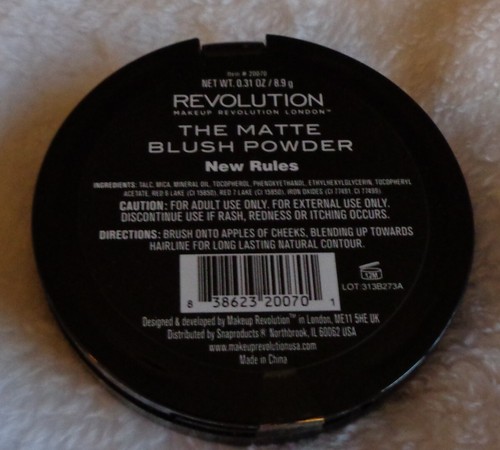 Item # 20070
NET WT. 0.31 OZ / 8.9 g
REVOLUTION
MAKEUP REVOLUTION LONDON™
THE MATTE
BLUSH POWDER
New Rules
INGREDIENTS: TALC, MICA, MINERAL OIL, TOCOPHEROL, PHENOXYETHANOL, ETHYLHEXYLGLYCERIN, TOCOPHERYL
ACETATE, RED 6 LAKE (CI 15850), RED 7 LAKE (CI 15850), IRON OXIDES (CI 77491, CI 77499).
CAUTION: FOR ADULT USE ONLY. FOR EXTERNAL USE ONLY.
DISCONTINUE USE IF RASH, REDNESS OR ITCHING OCCURS.
DIRECTIONS: BRUSH ONTO APPLES OF CHEEKS, BLENDING UP TOWARDS
HAIRLINE FOR LONG LASTING NATURAL CONTOUR.
12M
LOT:313B273A
8 38623 20070 1
Designed & developed by Makeup Revolution™ in London, ME11 5HE UK
Distributed by Snaproducts ® Northbrook, IL 60062 USA
www.makeuprevolutionusa.com
Made in China